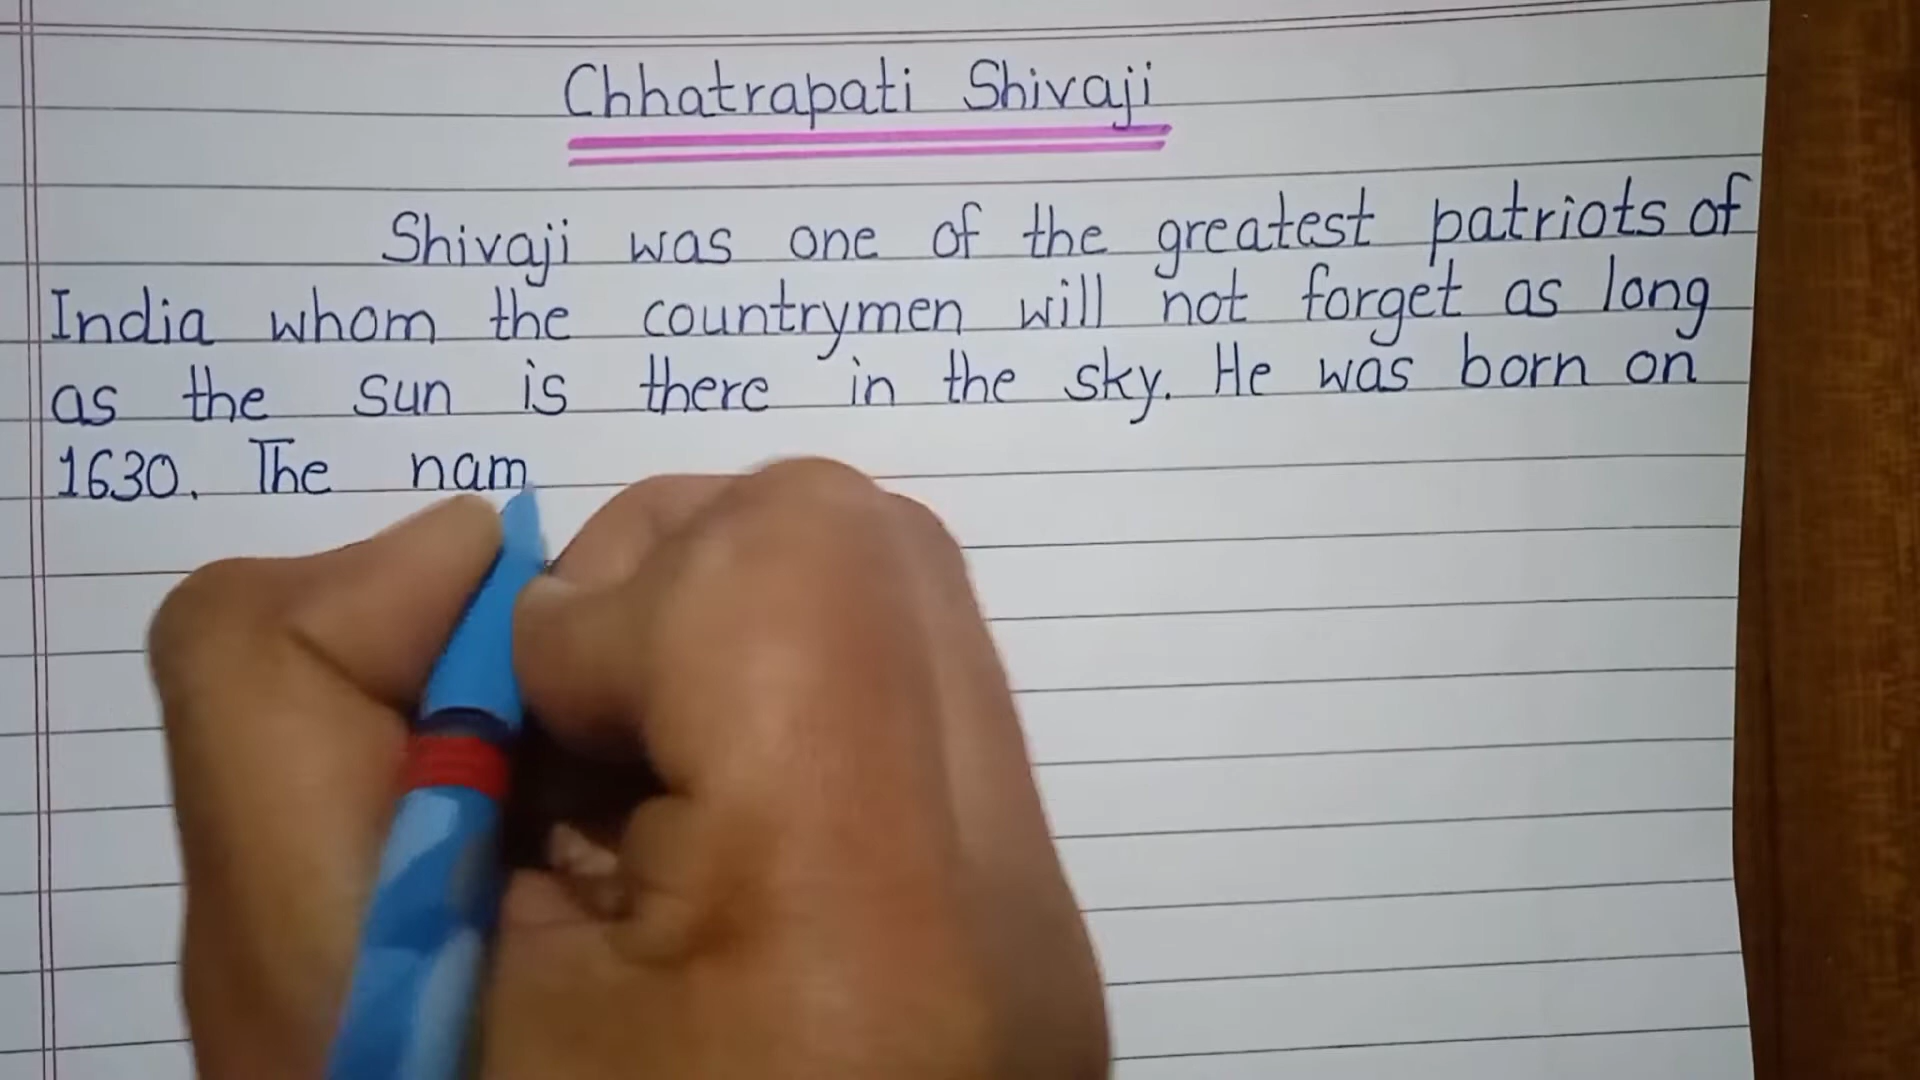 Chhatrapati Shivaji
Shivaji was one of the greatest patriots of
India whom the countrymen will not forget as long
as the sun is there in the sky. He was born on
1630. The nam